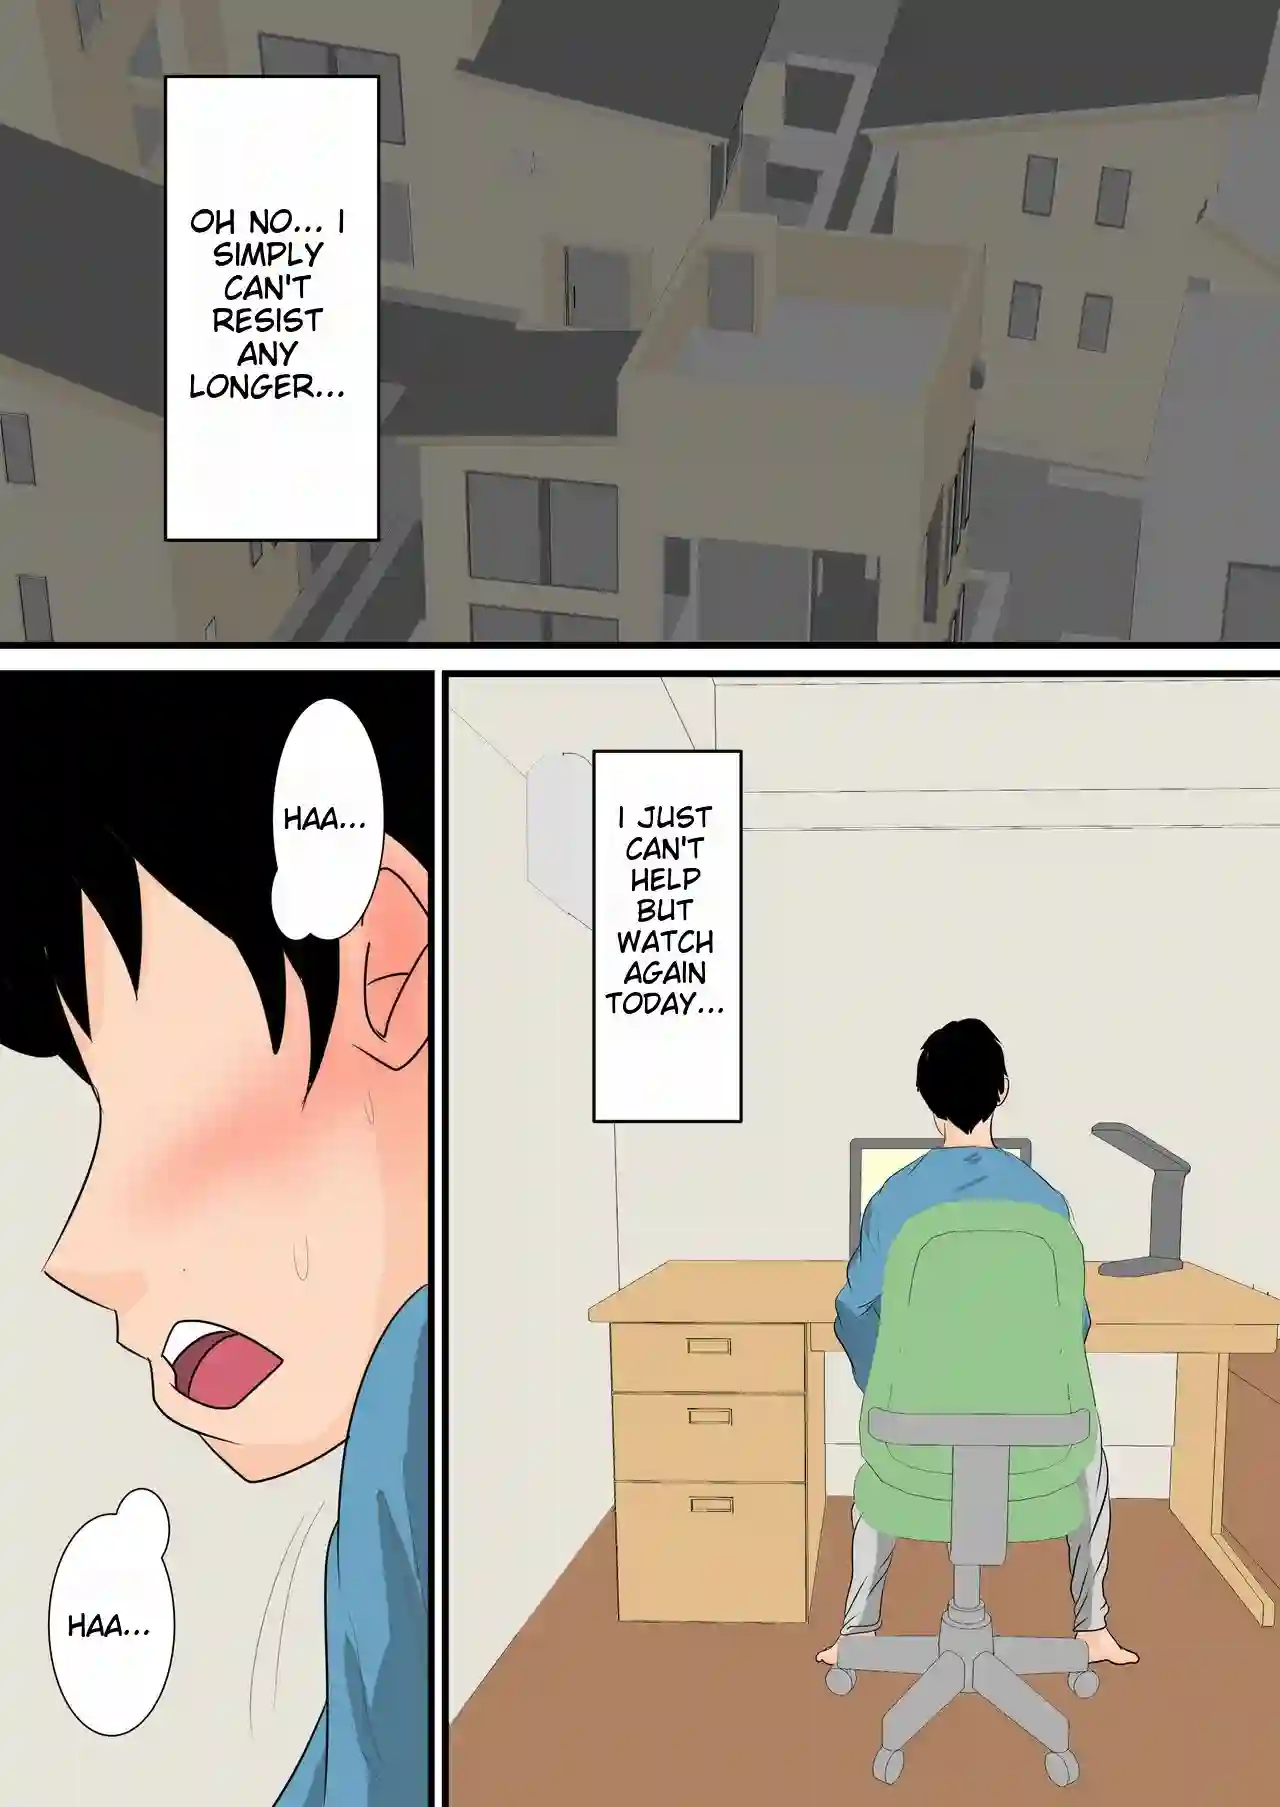 OH NO... I
SIMPLY
CAN'T
RESIST
ANY
LONGER...
HAA...
I JUST
CAN'T
HELP
BUT
WATCH
AGAIN
TODAY...
HAA...